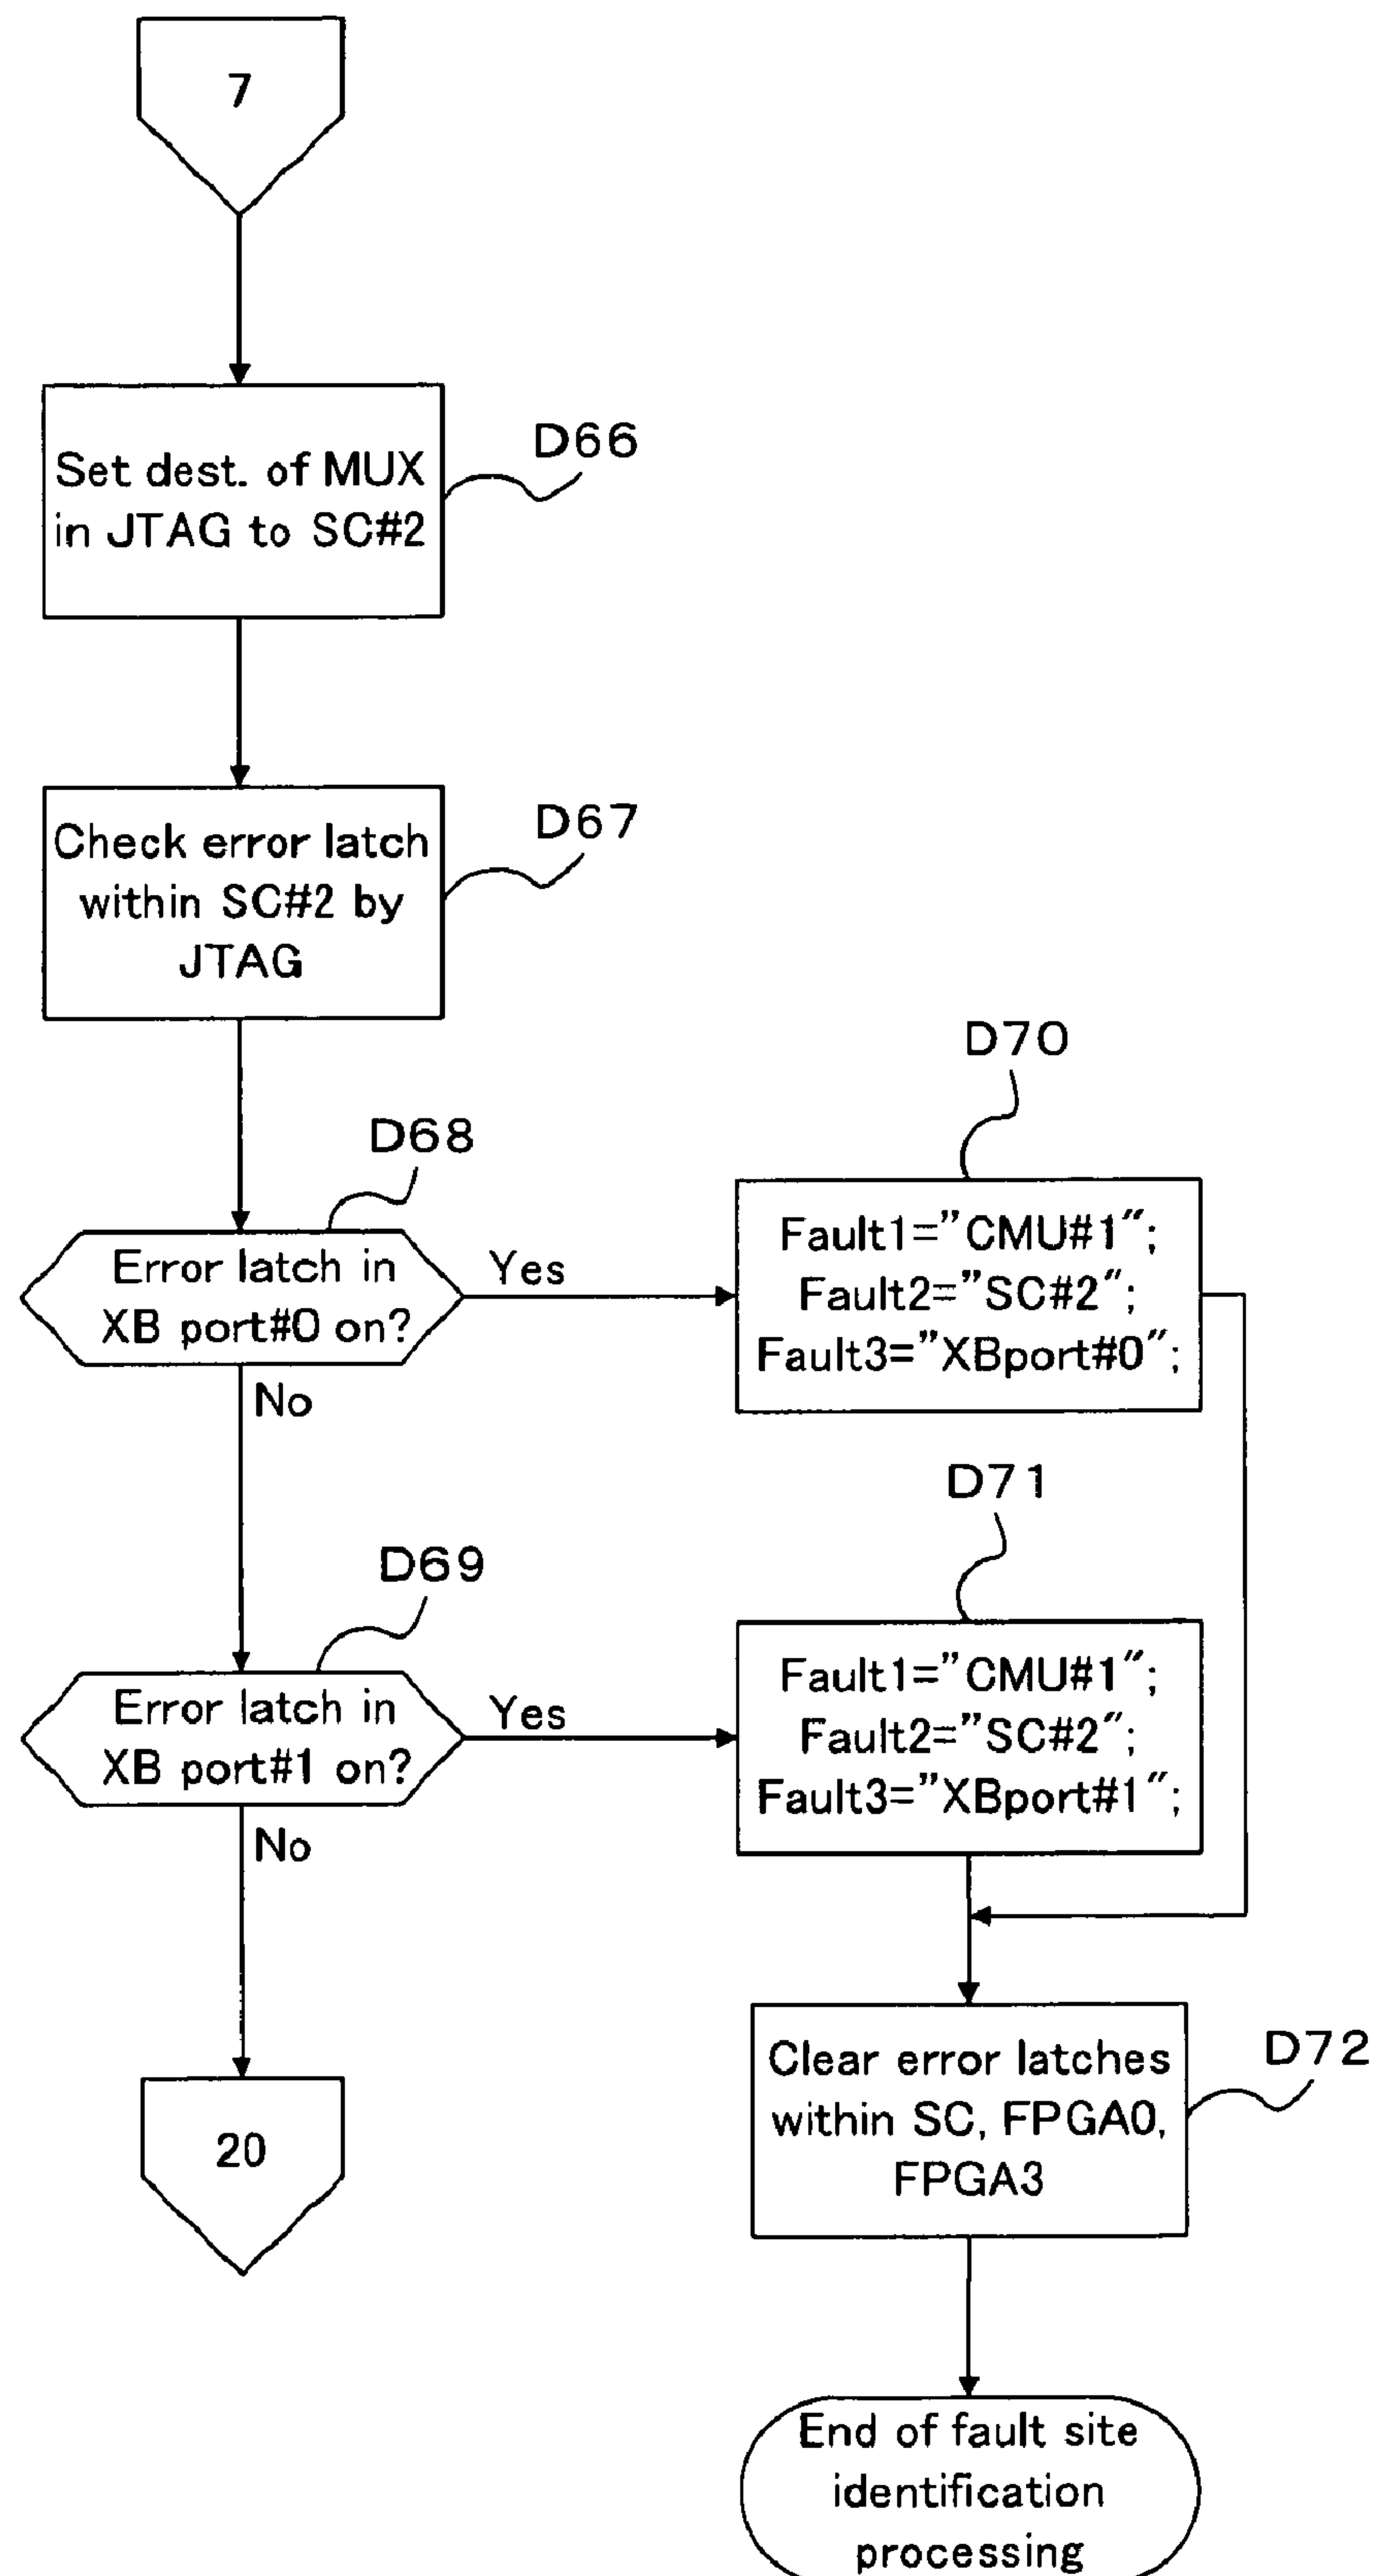 7
Set dest. of MUX
in JTAG to SC#2
D66
Check error latch
within SC#2 by
JTAG
D67
D68
Error latch in
XB port#0 on?
Yes
No
D70
Fault1="CMU#1";
Fault2="SC#2";
Fault3="XBport#0";
D69
Error latch in
XB port#1 on?
Yes
No
D71
Fault1="CMU#1";
Fault2="SC#2";
Fault3="XBport#1";
20
Clear error latches
within SC, FPGA0,
FPGA3
D72
End of fault site
identification
processing